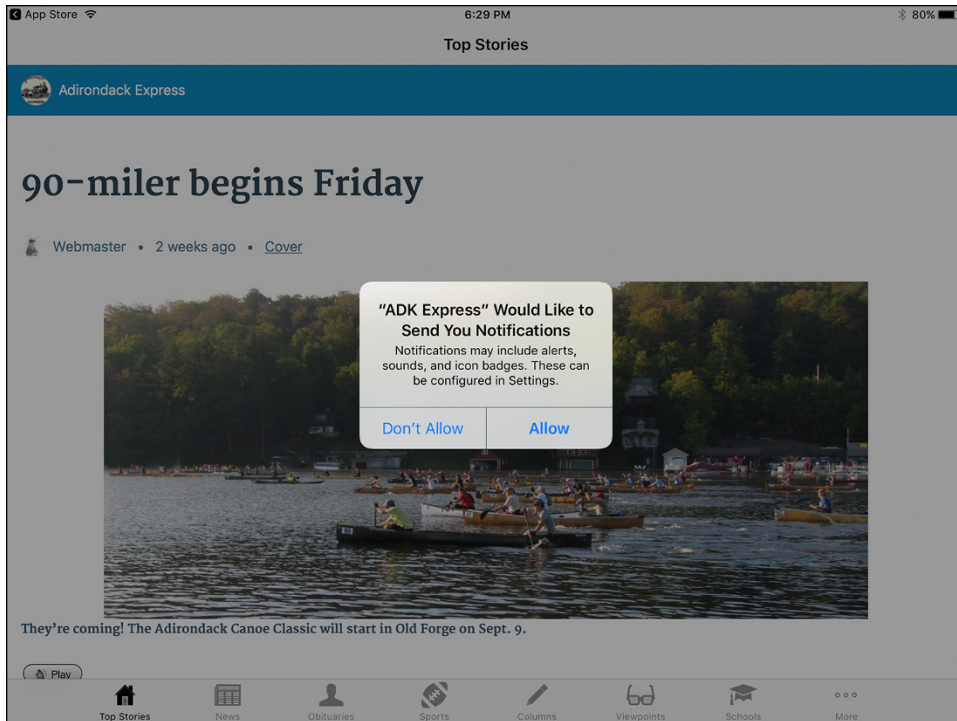 App Store
6:29 PM
80%
Top Stories
Adirondack Express
90-miler begins Friday
Webmaster • 2 weeks ago • Cover
“ADK Express” Would Like to
Send You Notifications
Notifications may include alerts,
sounds, and icon badges. These can
be configured in Settings.
Don’t Allow
Allow
They’re coming! The Adirondack Canoe Classic will start in Old Forge on Sept. 9.
Play
Top Stories
News
Obituaries
Sports
Columns
Viewpoints
Schools
More